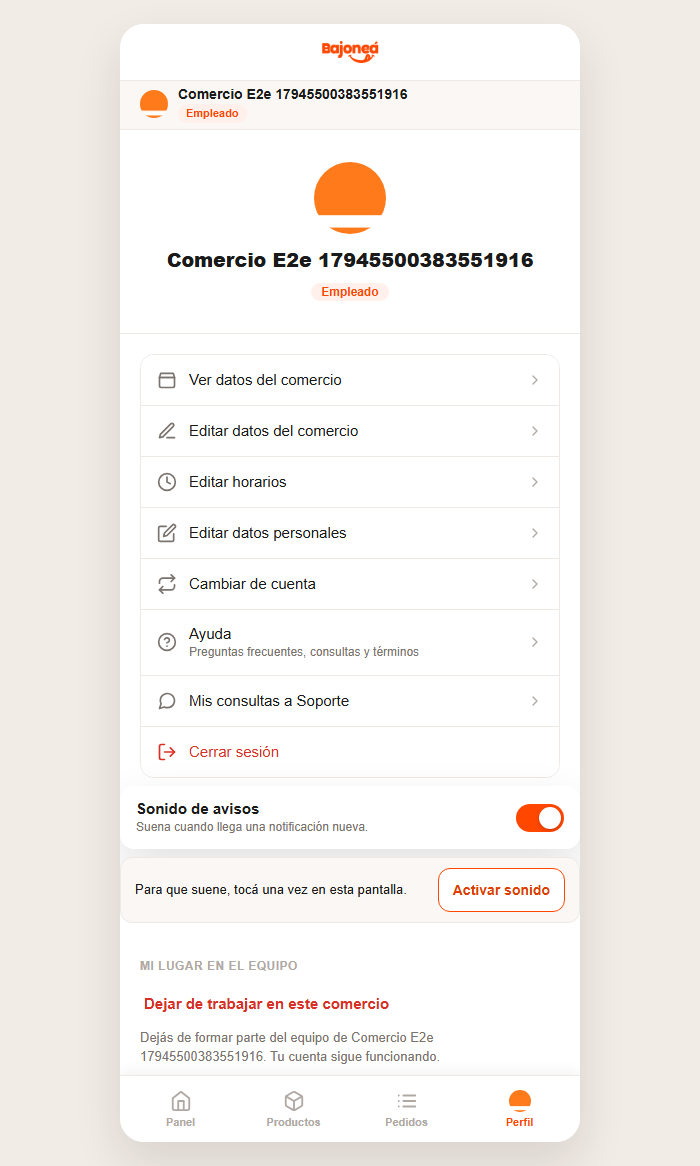 Bajoneá
Comercio E2e 17945500383551916
Empleado
Comercio E2e 17945500383551916
Empleado
Ver datos del comercio
Editar datos del comercio
Editar horarios
Editar datos personales
Cambiar de cuenta
Ayuda
Preguntas frecuentes, consultas y términos
Mis consultas a Soporte
Cerrar sesión
Sonido de avisos
Suena cuando llega una notificación nueva.
Para que suene, tocá una vez en esta pantalla.
Activar sonido
MI LUGAR EN EL EQUIPO
Dejar de trabajar en este comercio
Dejás de formar parte del equipo de Comercio E2e
17945500383551916. Tu cuenta sigue funcionando.
Panel
Productos
Pedidos
Perfil